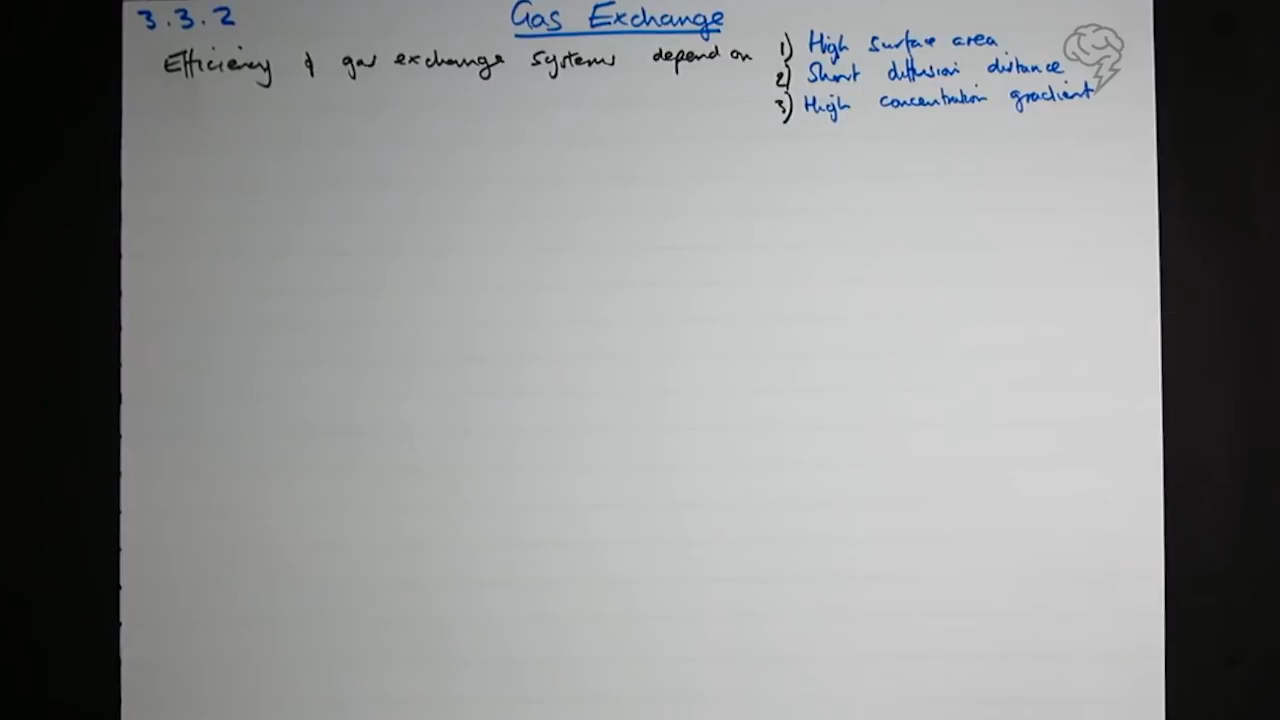 3.3.2
Gas Exchange
Efficiency of gas exchange systems depend on
1) High surface area
2) Short diffusion distance
3) High concentration gradient